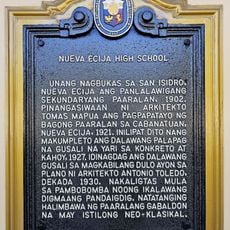 NUEVA ECIJA HIGH SCHOOL
UNANG NAGBUKAS SA SAN ISIDRO,
NUEVA ECIJA ANG PANLALAWIGANG
SEKUNDARYANG PAARALAN, 1902.
PINANGASIWAAN NI ARKITEKTO
TOMAS MAPUA ANG PAGPAPATAYO NG
BAGONG PAARALAN SA CABANATUAN,
NUEVA ECIJA, 1921. INILIPAT DITO NANG
MAKUMPLETO ANG DALAWANG PALAPAG
NA GUSALI NA YARI SA KONKRETO AT
KAHOY, 1927. IDINAGDAG ANG DALAWANG
GUSALI SA MAGKABILANG DULO AYON SA
PLANO NI ARKITEKTO ANTONIO TOLEDO,
DEKADA 1930. NAKALIGTAS MULA
SA PAMBOBOMBA NOONG IKALAWANG
DIGMAANG PANDAIGDIG. NATATANGING
HALIMBAWA NG PAARALANG GABALDON
NA MAY ISTILONG NEO-KLASIKAL.